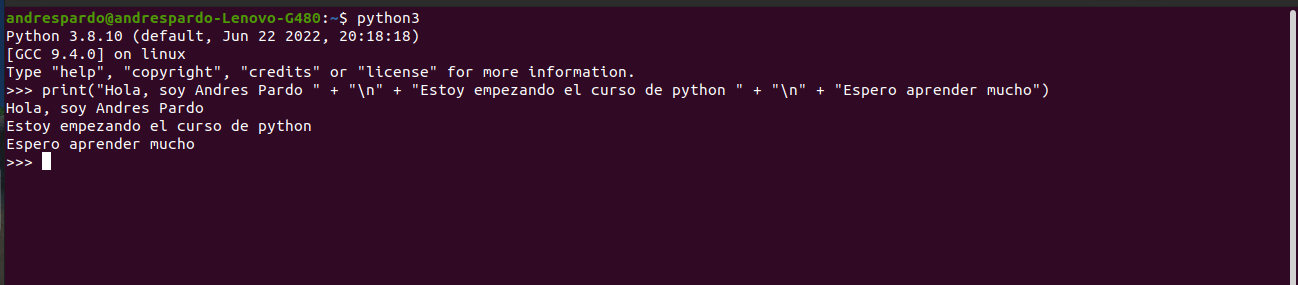 andrespardo@andrespardo-Lenovo-G480:~$ python3
Python 3.8.10 (default, Jun 22 2022, 20:18:18)
[GCC 9.4.0] on linux
Type "help", "copyright", "credits" or "license" for more information.
>>> print("Hola, soy Andres Pardo " + "\n" + "Estoy empezando el curso de python " + "\n" + "Espero aprender mucho")
Hola, soy Andres Pardo
Estoy empezando el curso de python
Espero aprender mucho
>>>